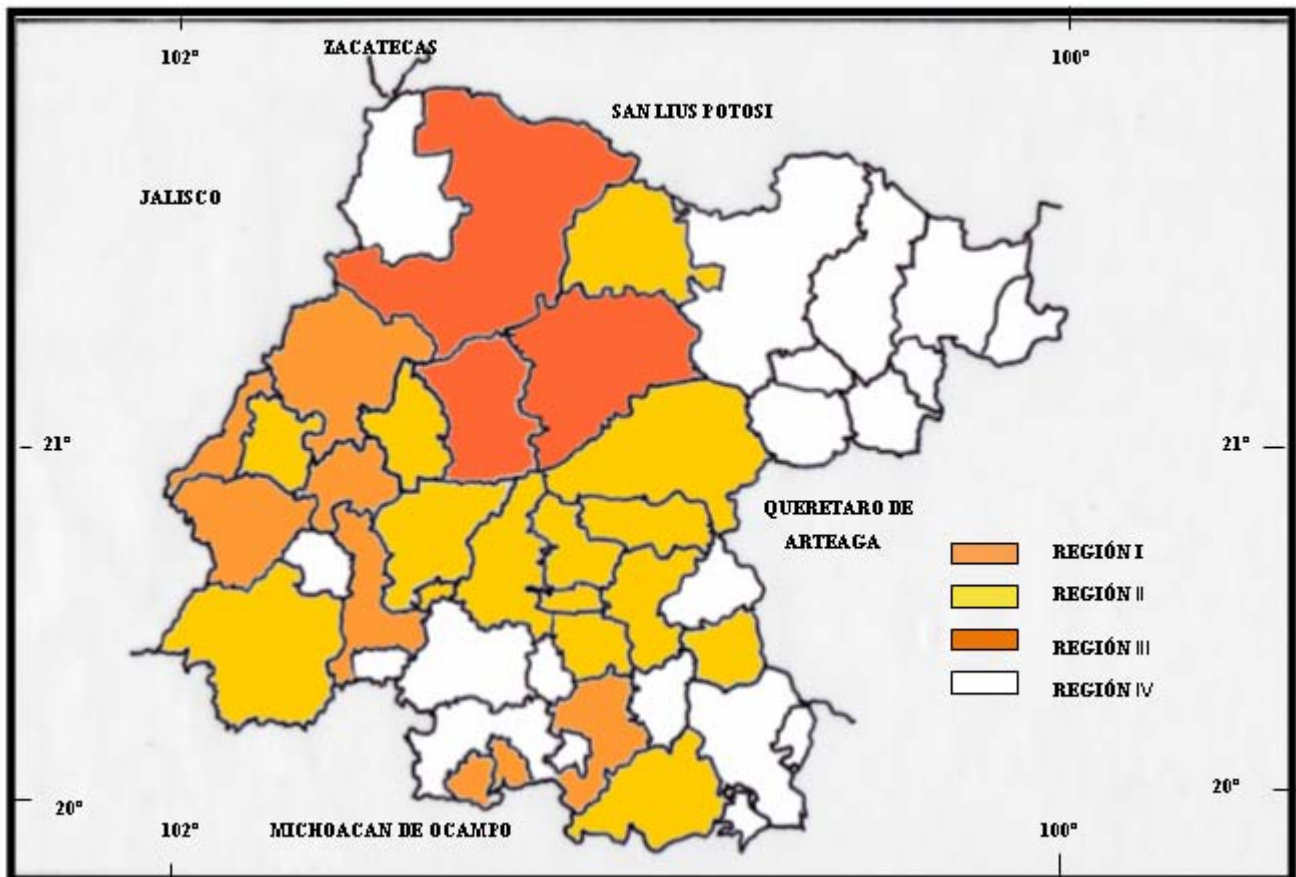 ZACATECAS
102°
100°
SAN LIUS POTOSI
JALISCO
21°
21°
QUERETARO DE
ARTEAGA
REGIÓN I
REGIÓN II
REGIÓN III
REGIÓN IV
20°
20°
102°
MICHOACAN DE OCAMPO
100°